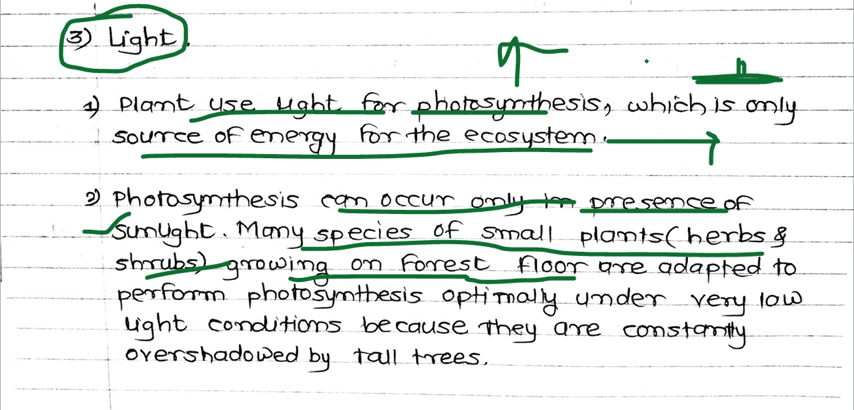 3) Light.
1) Plant use light for photosynthesis, which is only
source of energy for the ecosystem.
2) Photosynthesis can occur only in presence of
sunlight. Many species of small plants (herbs &
shrubs) growing on forest floor are adapted to
perform photosynthesis optimally under very low
light conditions because they are constantly
overshadowed by tall trees.